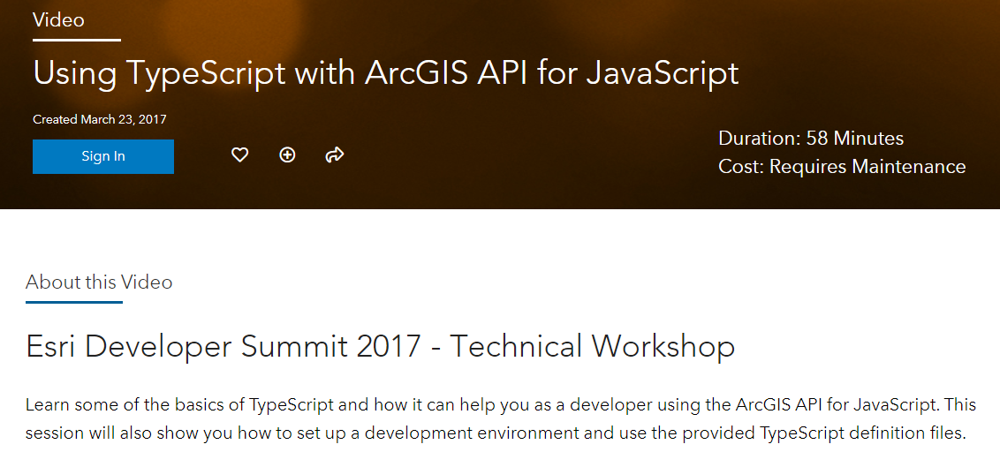 Video
Using TypeScript with ArcGIS API for JavaScript
Created March 23, 2017
Sign In
Duration: 58 Minutes
Cost: Requires Maintenance
About this Video
Esri Developer Summit 2017 - Technical Workshop
Learn some of the basics of TypeScript and how it can help you as a developer using the ArcGIS API for JavaScript. This
session will also show you how to set up a development environment and use the provided TypeScript definition files.